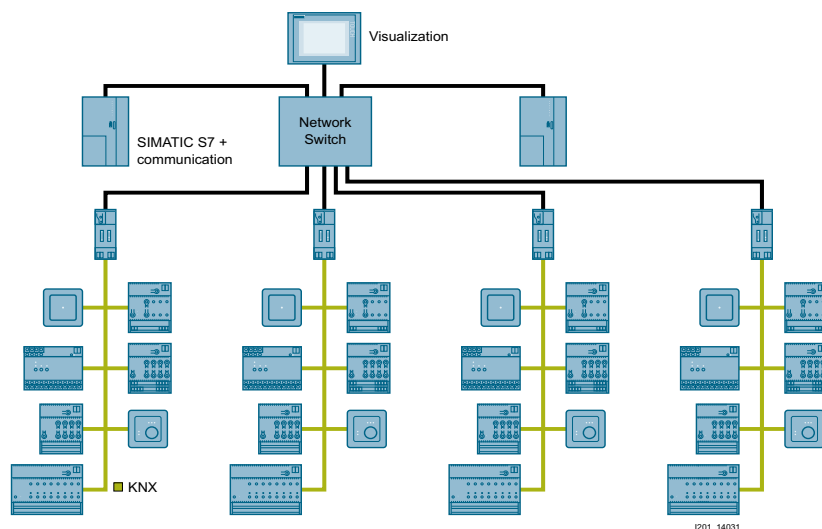 Visualization
Network
Switch
SIMATIC S7 +
communication
KNX
I201_14031